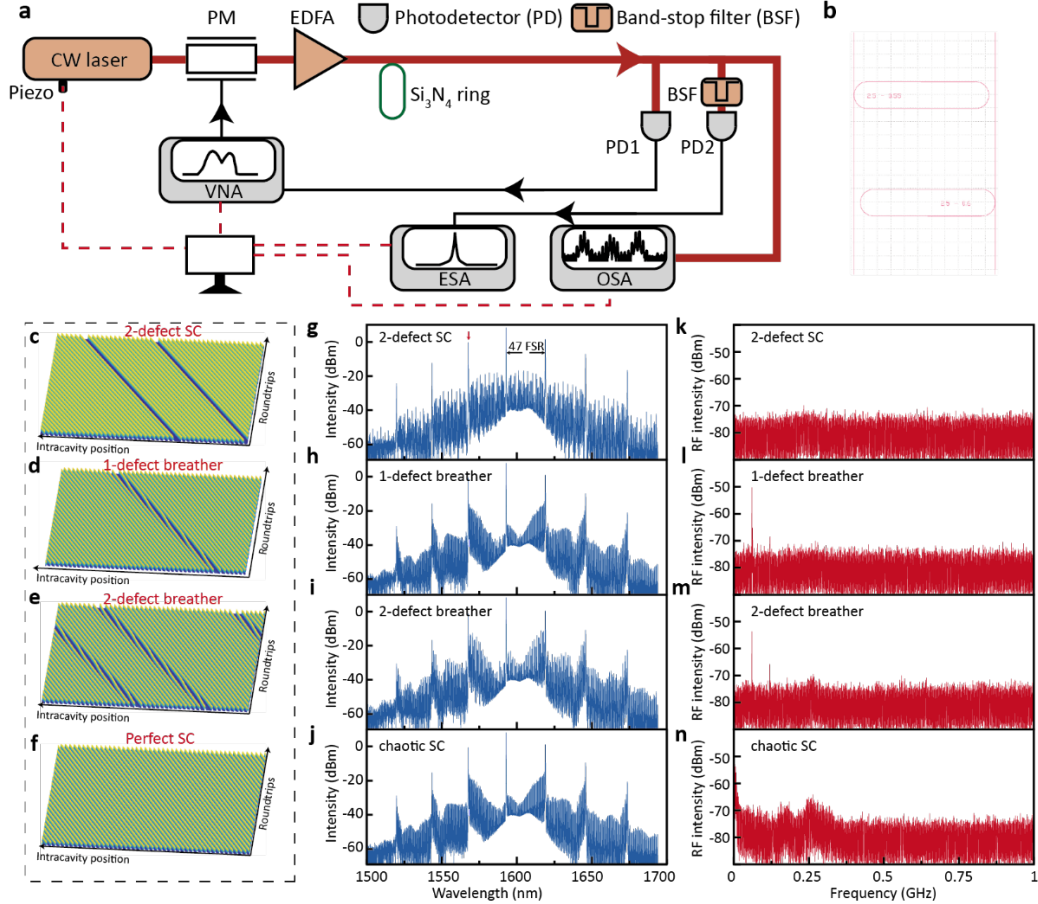 a
PM
EDFA
Photodetector (PD)
Band-stop filter (BSF)
b
CW laser
Piezo
Si₃N₄ ring
BSF
PD1
PD2
VNA
ESA
OSA
c
2-defect SC
Roundtrips
Intracavity position
d
1-defect breather
Roundtrips
Intracavity position
e
2-defect breather
Roundtrips
Intracavity position
f
Perfect SC
Roundtrips
Intracavity position
g
2-defect SC
47 FSR
Intensity (dBm)
0
-20
-40
-60
h
1-defect breather
Intensity (dBm)
0
-20
-40
-60
i
2-defect breather
Intensity (dBm)
0
-20
-40
-60
j
chaotic SC
Intensity (dBm)
0
-20
-40
-60
1500
1550
1600
1650
1700
Wavelength (nm)
k
2-defect SC
RF intensity (dBm)
-50
-60
-70
-80
l
1-defect breather
RF intensity (dBm)
-50
-60
-70
-80
m
2-defect breather
RF intensity (dBm)
-50
-60
-70
-80
n
chaotic SC
RF intensity (dBm)
-50
-60
-70
-80
0
0.25
0.5
0.75
1
Frequency (GHz)